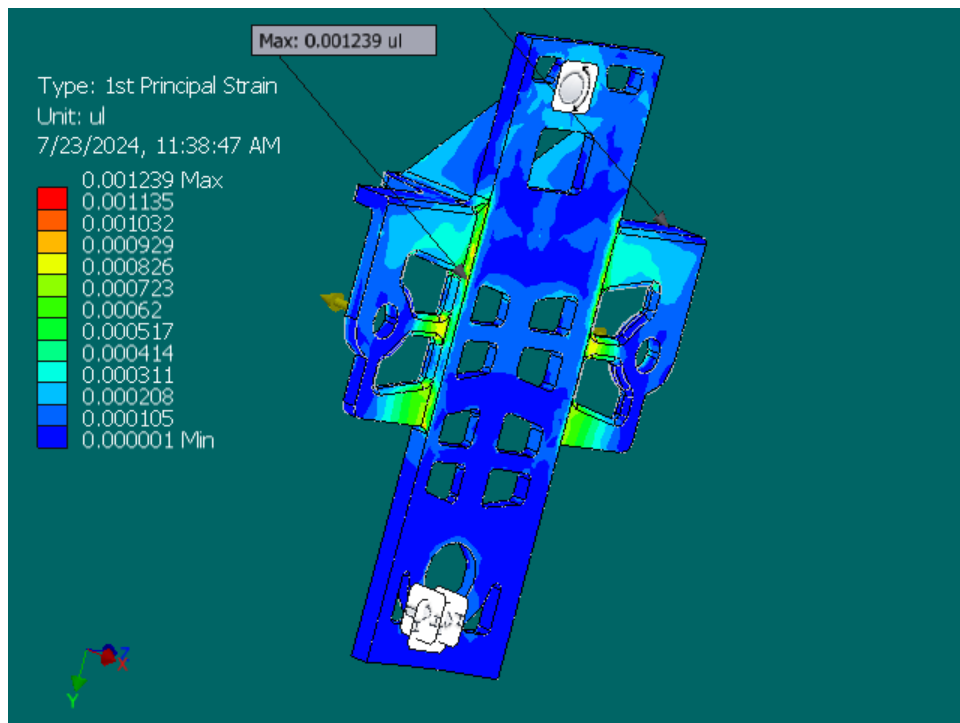 Max: 0.001239 ul
Type: 1st Principal Strain
Unit: ul
7/23/2024, 11:38:47 AM
0.001239 Max
0.001135
0.001032
0.000929
0.000826
0.000723
0.00062
0.000517
0.000414
0.000311
0.000208
0.000105
0.000001 Min
Z
X
Y